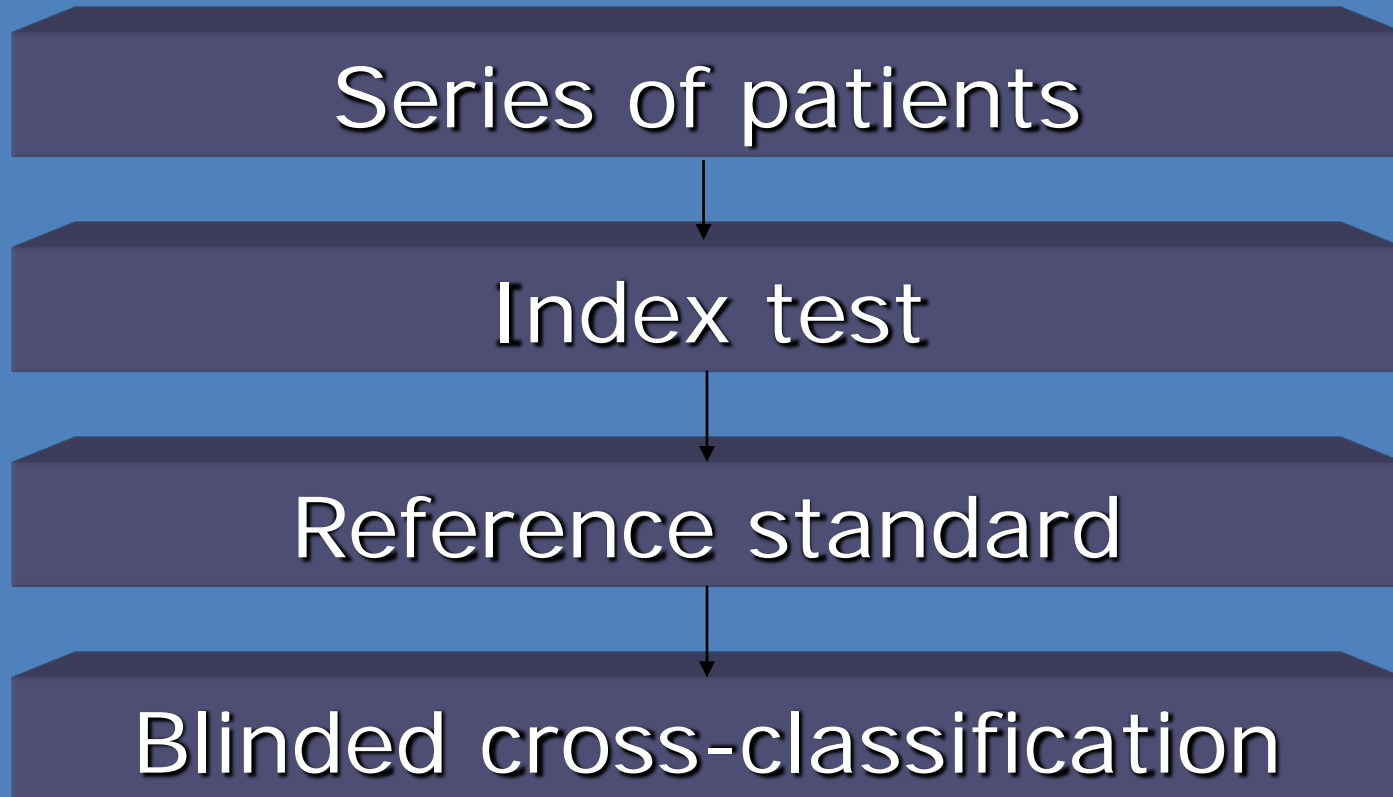 Series of patients
Index test
Reference standard
Blinded cross-classification